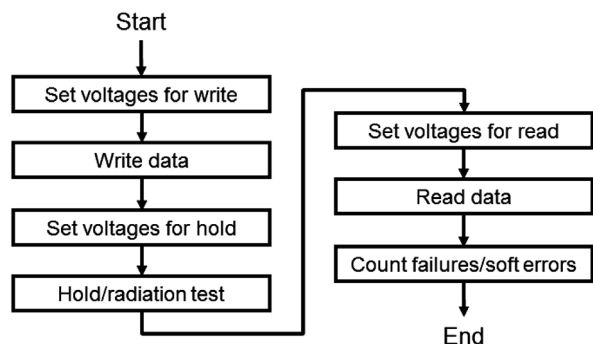 Start
Set voltages for write
Write data
Set voltages for hold
Hold/radiation test
Set voltages for read
Read data
Count failures/soft errors
End